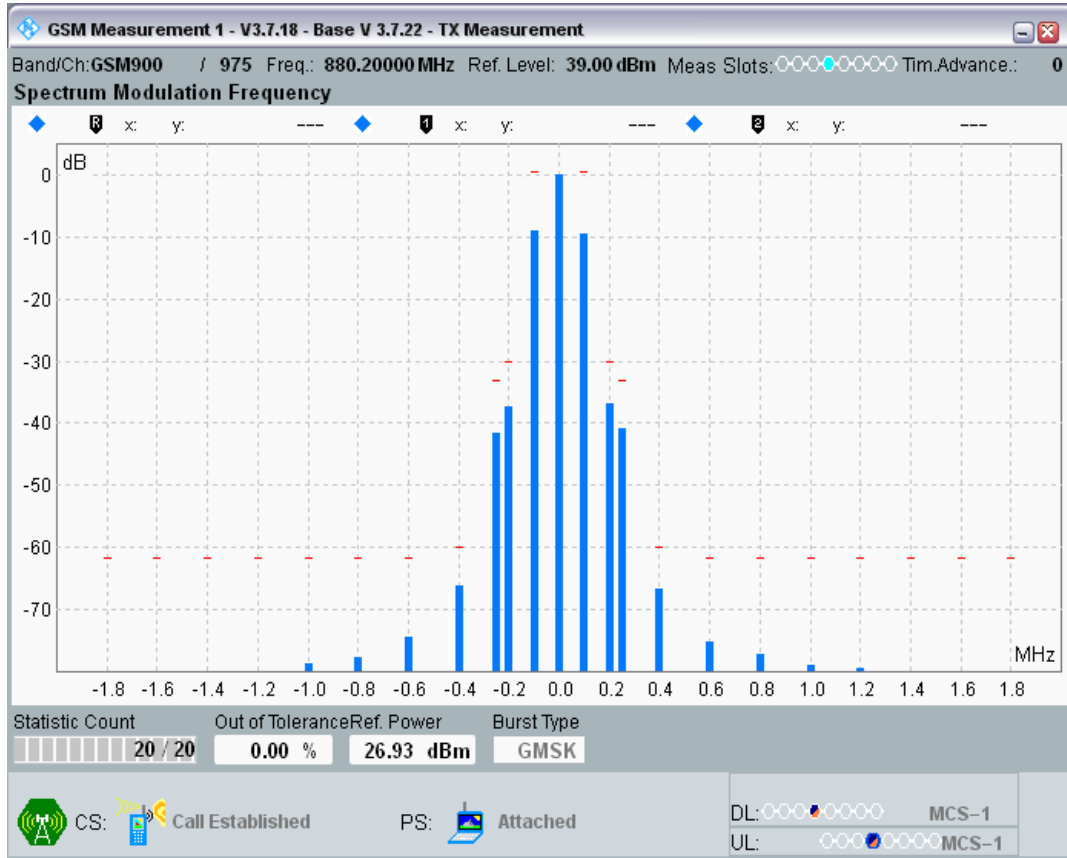 GSM Measurement 1 - V3.7.18 - Base V 3.7.22 - TX Measurement
Band/Ch:GSM900 / 975 Freq.: 880.20000 MHz Ref. Level: 39.00 dBm Meas Slots: Tim.Advance.: 0
Spectrum Modulation Frequency
R x: y: --- 1 x: y: --- 2 x: y: ---
dB
0
-10
-20
-30
-40
-50
-60
-70
MHz
-1.8 -1.6 -1.4 -1.2 -1.0 -0.8 -0.6 -0.4 -0.2 0.0 0.2 0.4 0.6 0.8 1.0 1.2 1.4 1.6 1.8
Statistic Count Out of Tolerance Ref. Power Burst Type
20 / 20 0.00 % 26.93 dBm GMSK
CS: Call Established PS: Attached
DL: MCS-1
UL: MCS-1